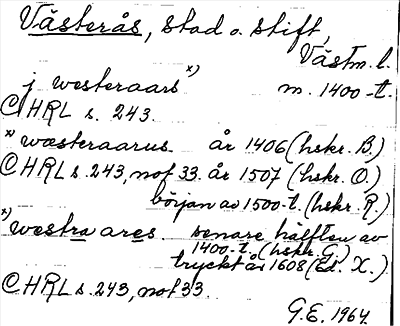 Västerås, stad o. stift,
Västm. l.
j westeraars x) m. 1400-t.
CHRL s. 243.
x) wæsteraarus. år 1406 (hskr. B.)
CHRL s. 243, not 33. år 1507 (hskr. O.)
början av 1500-t. (hskr. R.)
x) westra ares. senare hälften av
1400-t. (hskr. G.)
tryckt år 1608 (Ed. X.)
CHRL s. 243, not 33.
G.E. 1964.